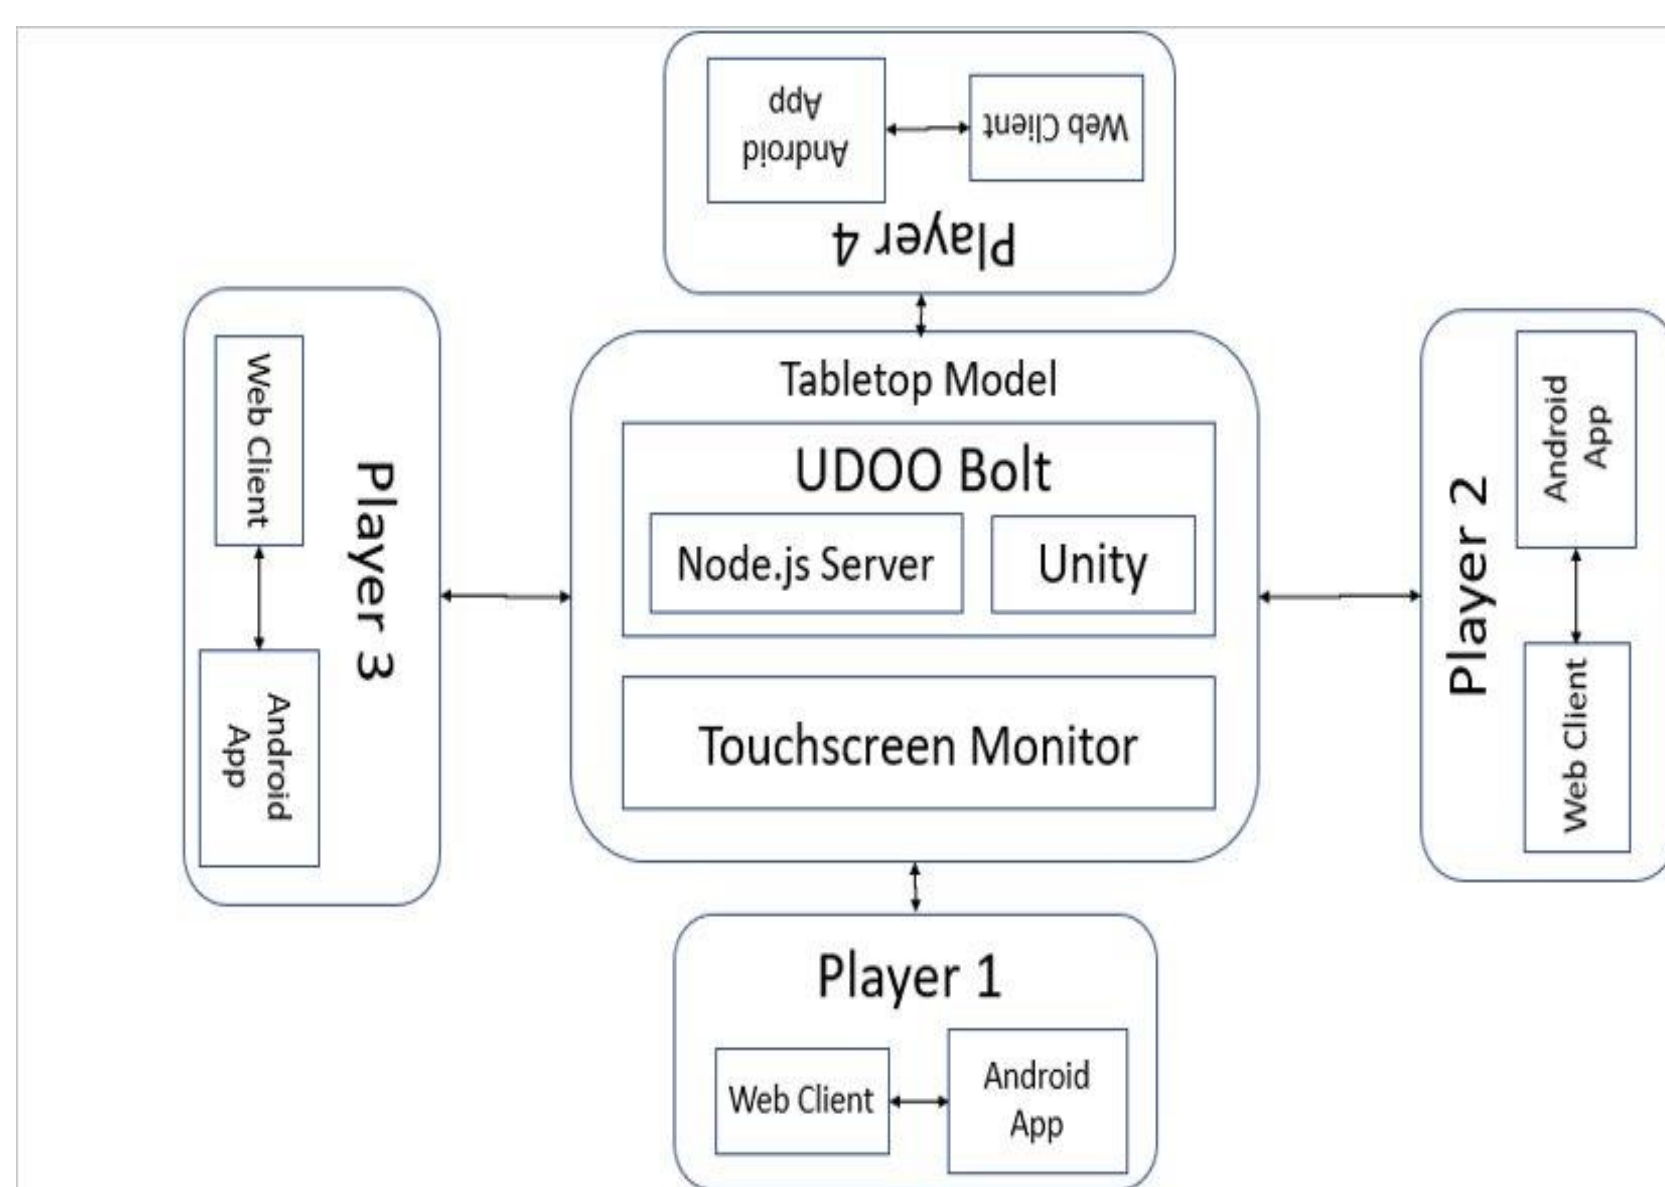 Player 4
Android
App
Web Client
Tabletop Model
UDOO Bolt
Node.js Server
Unity
Touchscreen Monitor
Player 3
Web Client
Android
App
Player 2
Android
App
Web Client
Player 1
Web Client
Android
App